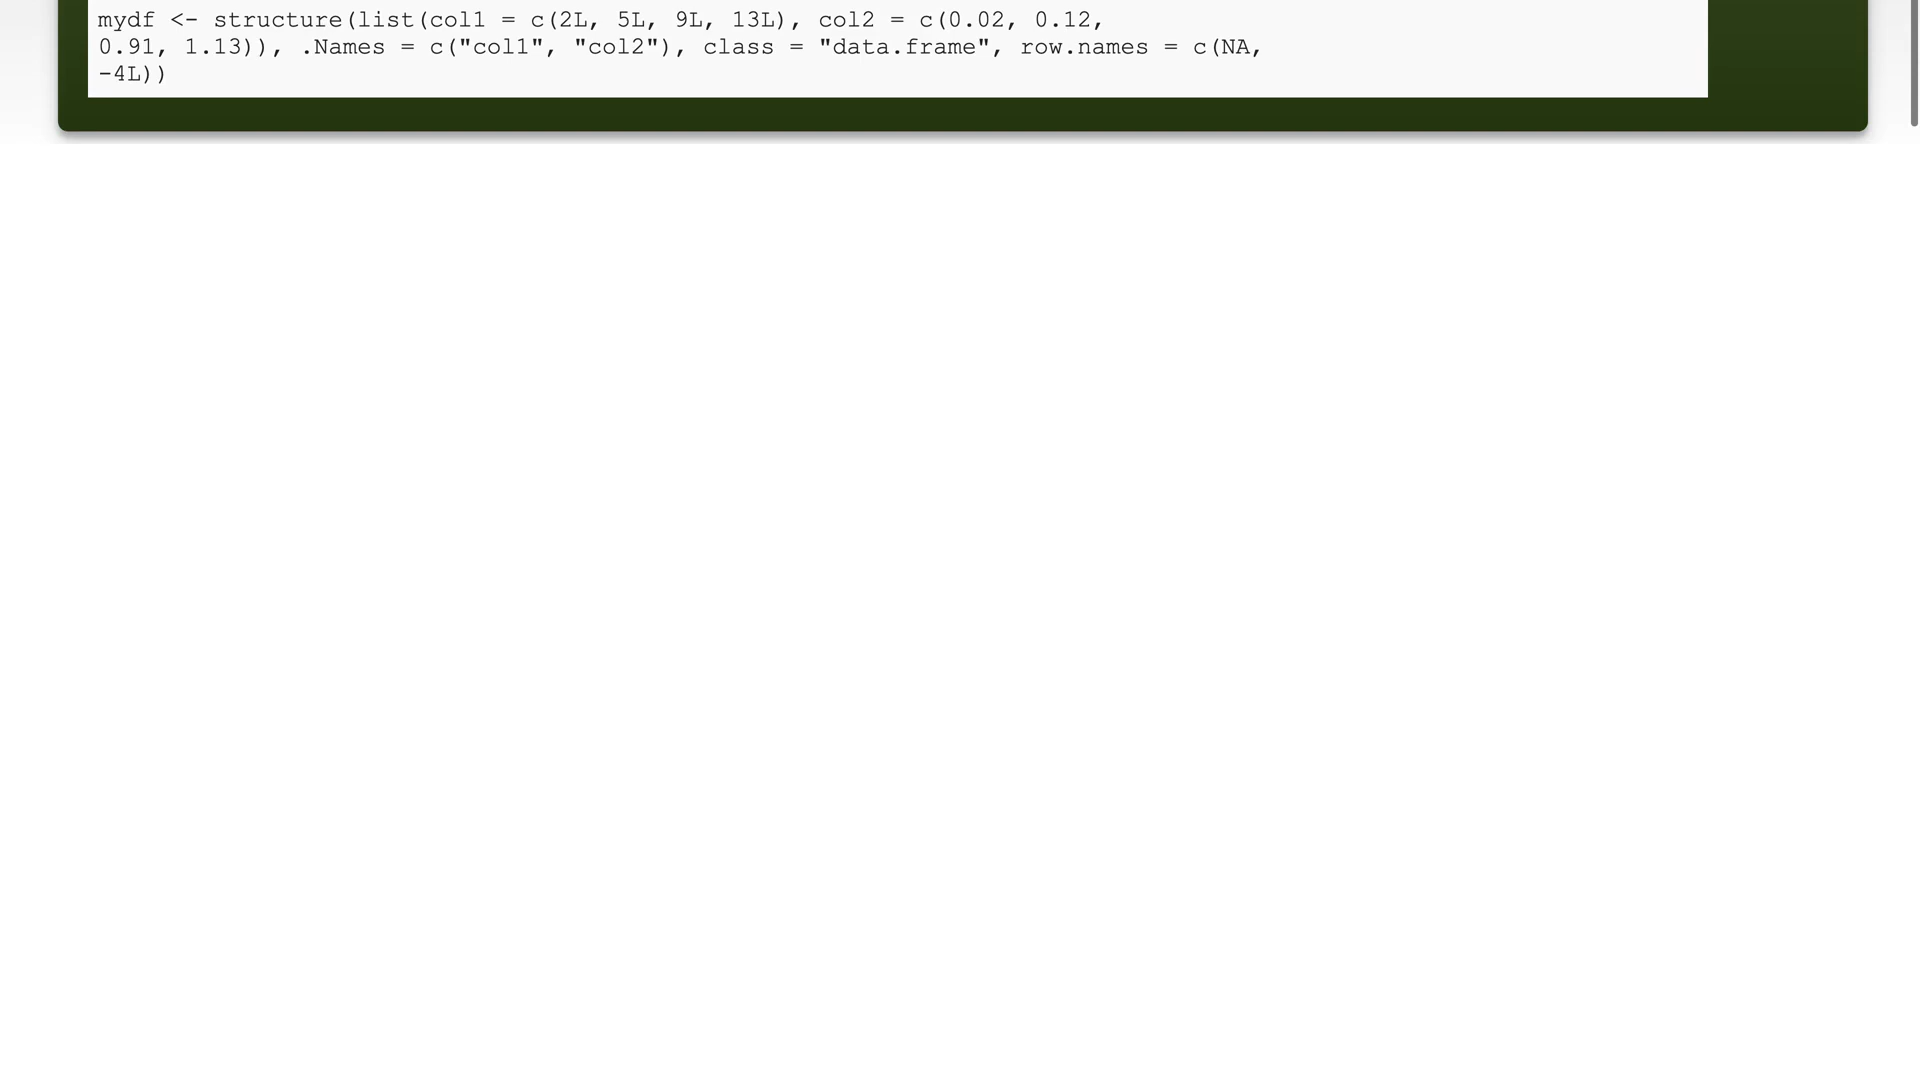 mydf <- structure(list(col1 = c(2L, 5L, 9L, 13L), col2 = c(0.02, 0.12,
0.91, 1.13)), .Names = c("col1", "col2"), class = "data.frame", row.names = c(NA,
-4L))